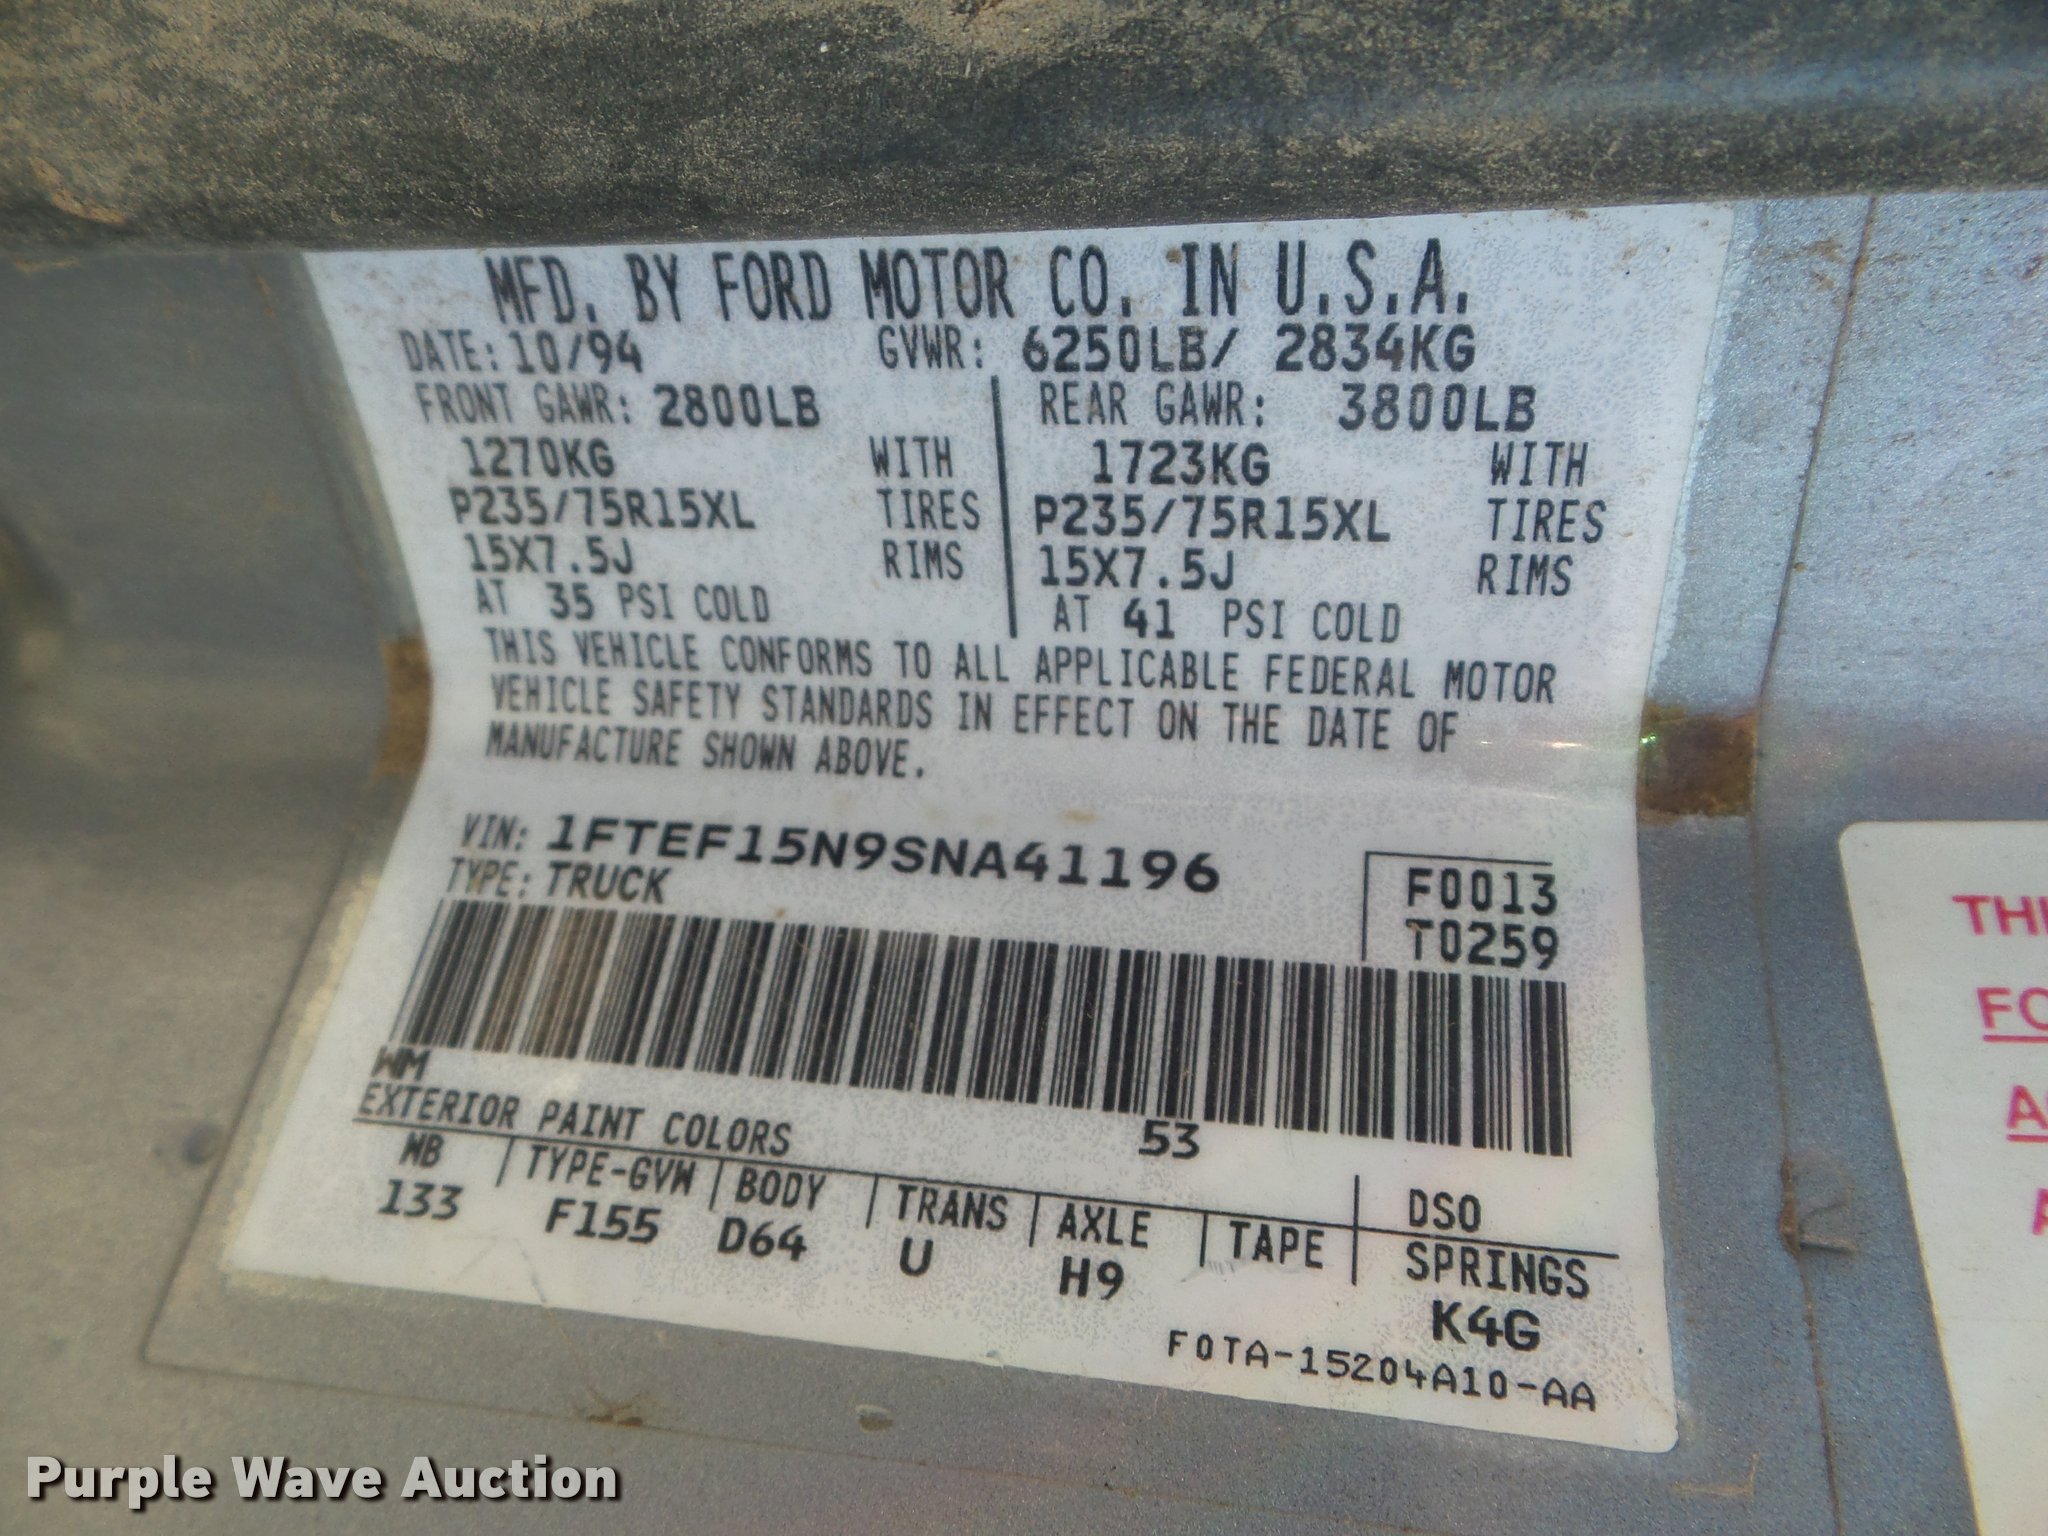 MFD. BY FORD MOTOR CO. IN U.S.A.
DATE: 10/94 GVWR: 6250LB/ 2834KG
FRONT GAWR: 2800LB REAR GAWR: 3800LB
1270KG WITH 1723KG WITH
P235/75R15XL TIRES P235/75R15XL TIRES
15X7.5J RIMS 15X7.5J RIMS
AT 35 PSI COLD AT 41 PSI COLD
THIS VEHICLE CONFORMS TO ALL APPLICABLE FEDERAL MOTOR
VEHICLE SAFETY STANDARDS IN EFFECT ON THE DATE OF
MANUFACTURE SHOWN ABOVE.
VIN: 1FTEF15N9SNA41196
TYPE: TRUCK
F0013
T0259
WM
EXTERIOR PAINT COLORS 53 DSO
WB TYPE-GVW BODY TRANS AXLE TAPE SPRINGS
133 F155 D64 U H9 K4G
F0TA-15204A10-AA
FO
A
Purple Wave Auction